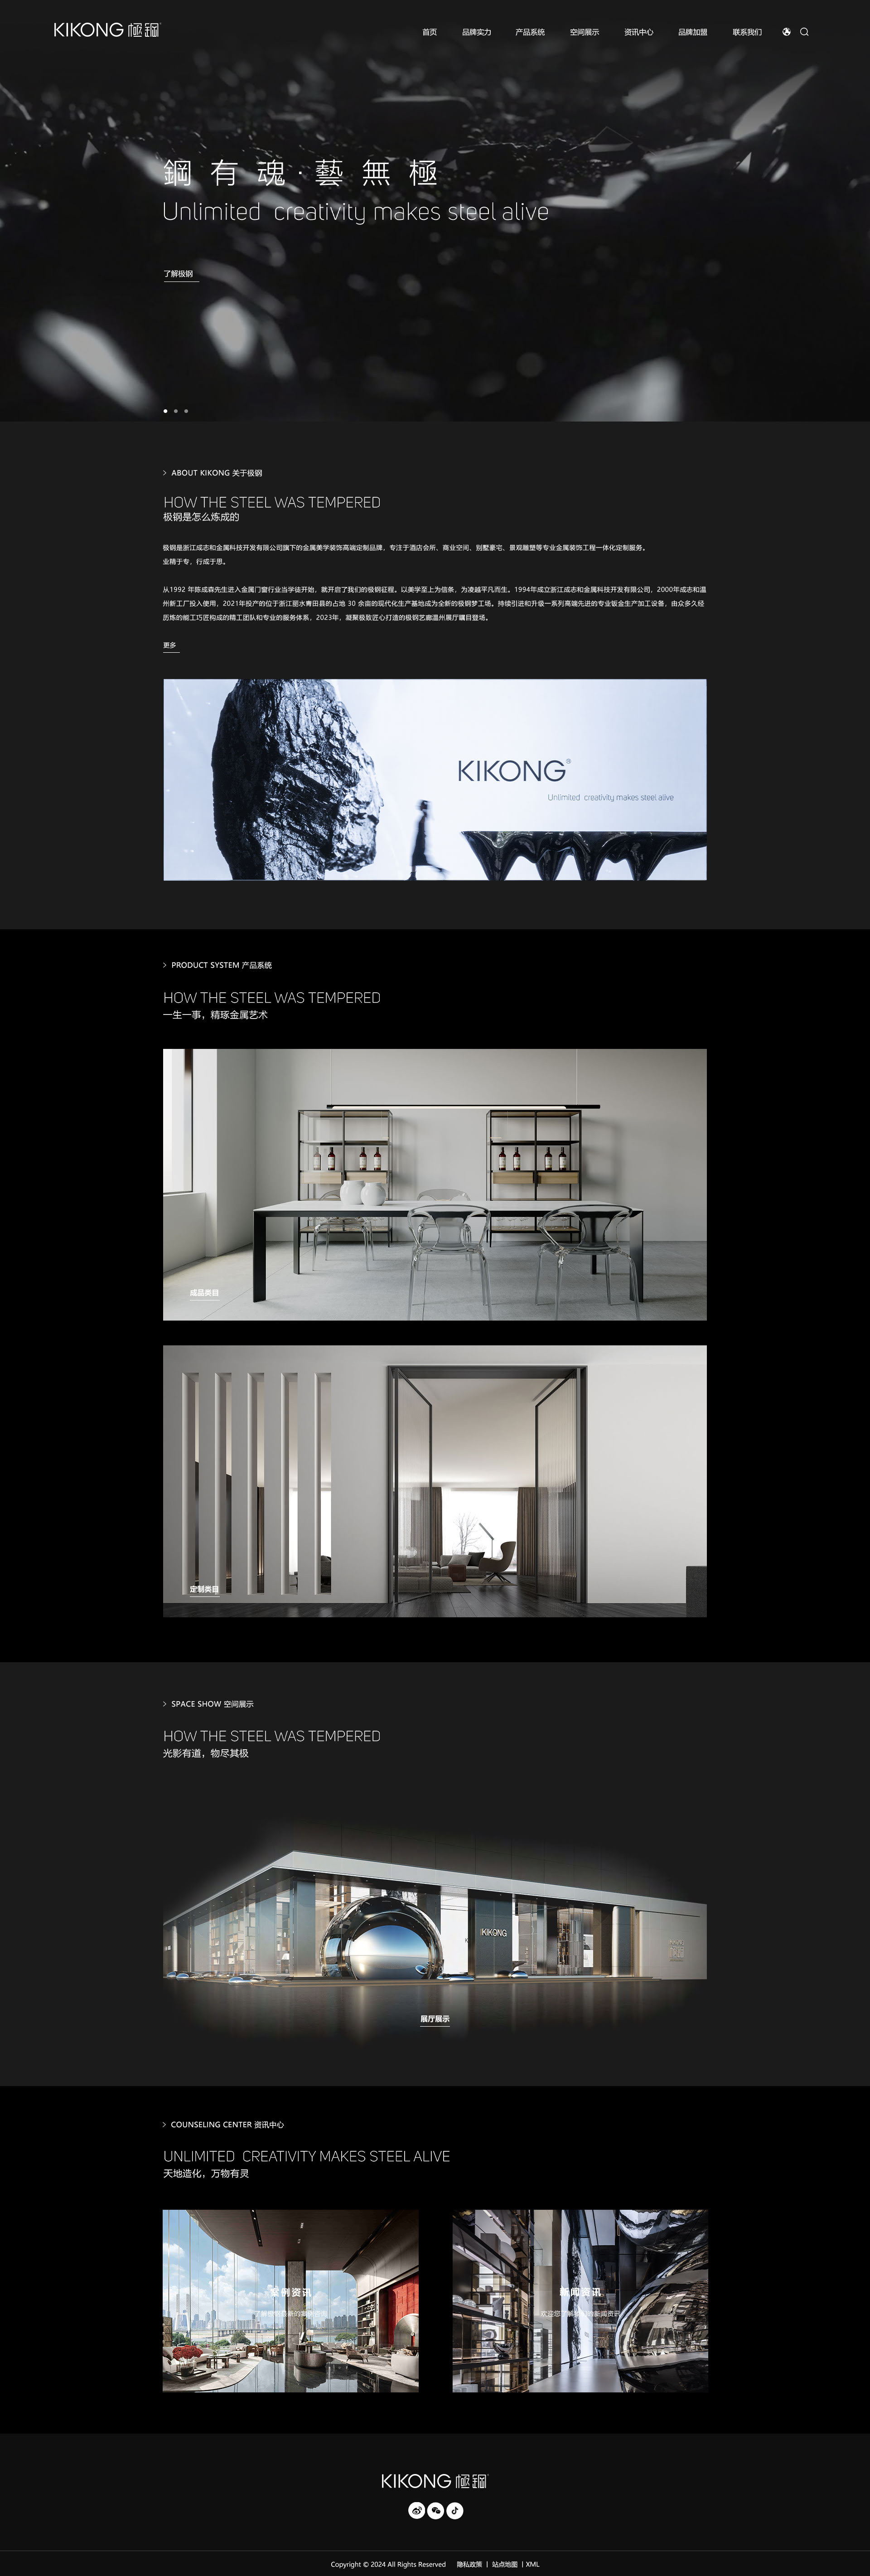 KIKONG 極鋼
首页 品牌实力 产品系统 空间展示 资讯中心 品牌加盟 联系我们
鋼有魂·藝無極
Unlimited creativity makes steel alive
了解极钢
ABOUT KIKONG 关于极钢
HOW THE STEEL WAS TEMPERED
极钢是怎么炼成的
极钢是浙江成志和金属科技开发有限公司旗下的金属美学装饰高端定制品牌，专注于酒店会所、商业空间、别墅豪宅、景观雕塑等专业金属装饰工程一体化定制服务。
业精于专，行成于思。
从1992 年陈成森先生进入金属门窗行业当学徒开始，就开启了我们的极钢征程。以美学至上为信条，为凌越平凡而生。1994年成立浙江成志和金属科技开发有限公司，2000年成志和温
州新工厂投入使用，2021年投产的位于浙江丽水青田县的占地 30 余亩的现代化生产基地成为全新的极钢梦工场。持续引进和升级一系列高端先进的专业钣金生产加工设备，由众多久经
历炼的能工巧匠构成的精工团队和专业的服务体系，2023年，凝聚极致匠心打造的极钢艺廊温州展厅瞩目登场。
更多
KIKONG®
Unlimited creativity makes steel alive
PRODUCT SYSTEM 产品系统
HOW THE STEEL WAS TEMPERED
一生一事，精琢金属艺术
成品类目
定制类目
SPACE SHOW 空间展示
HOW THE STEEL WAS TEMPERED
光影有道，物尽其极
KIKONG
展厅展示
COUNSELING CENTER 资讯中心
UNLIMITED CREATIVITY MAKES STEEL ALIVE
天地造化，万物有灵
案例资讯
新闻资讯
KIKONG 極鋼
Copyright © 2024 All Rights Reserved 隐私政策 | 站点地图 | XML